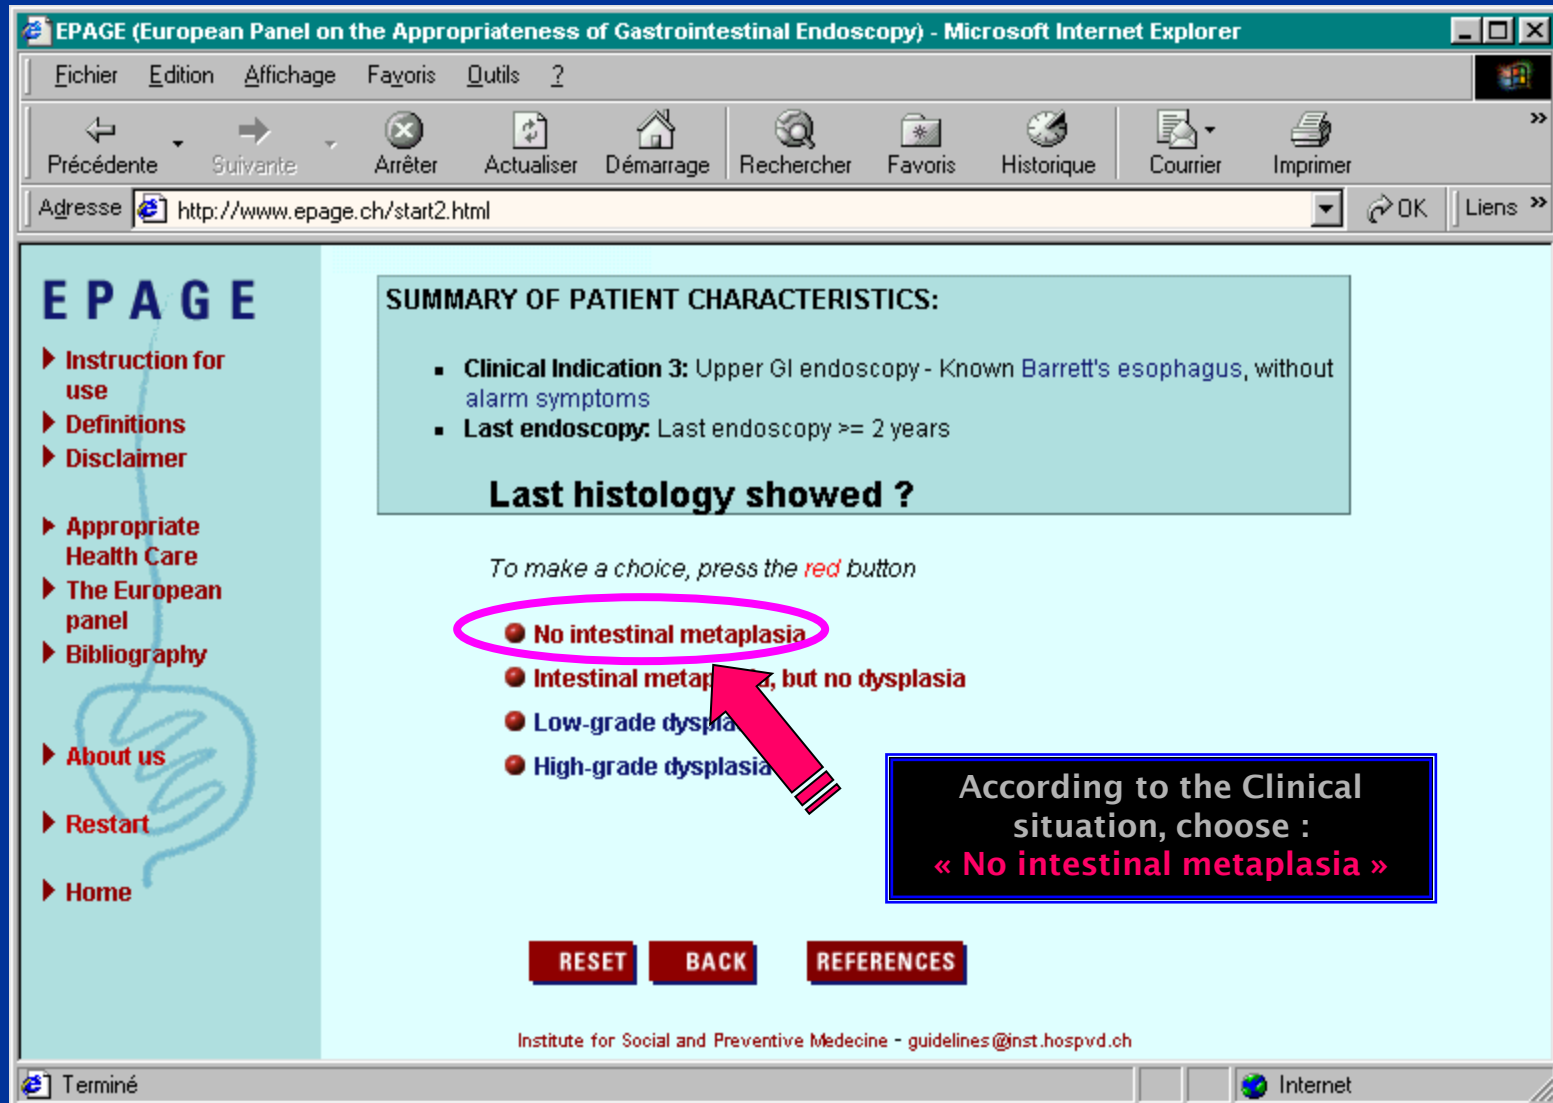 EPAGE (European Panel on the Appropriateness of Gastrointestinal Endoscopy) - Microsoft Internet Explorer
Fichier Edition Affichage Favoris Outils ?
Précédente Suivante Arrêter Actualiser Démarrage Rechercher Favoris Historique Courrier Imprimer »
Adresse http://www.epage.ch/start2.html OK Liens »
EPAGE
Instruction for
use
Definitions
Disclaimer
Appropriate
Health Care
The European
panel
Bibliography
About us
Restart
Home
SUMMARY OF PATIENT CHARACTERISTICS:
Clinical Indication 3: Upper GI endoscopy - Known Barrett's esophagus, without
alarm symptoms
Last endoscopy: Last endoscopy >= 2 years
Last histology showed ?
To make a choice, press the red button
No intestinal metaplasia
Intestinal metap , but no dysplasia
Low-grade dyspla
High-grade dysplasia
According to the Clinical
situation, choose :
« No intestinal metaplasia »
RESET BACK REFERENCES
Institute for Social and Preventive Medecine - guidelines@inst.hospvd.ch
Terminé Internet